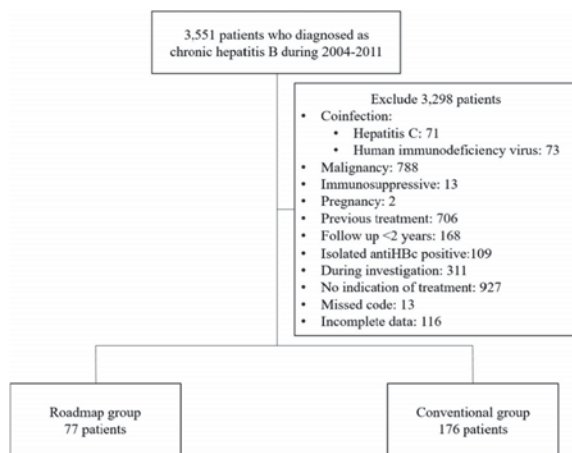 3,551 patients who diagnosed as
chronic hepatitis B during 2004-2011
Exclude 3,298 patients
• Coinfection:
• Hepatitis C: 71
• Human immunodeficiency virus: 73
• Malignancy: 788
• Immunosuppressive: 13
• Pregnancy: 2
• Previous treatment: 706
• Follow up <2 years: 168
• Isolated antiHBc positive:109
• During investigation: 311
• No indication of treatment: 927
• Missed code: 13
• Incomplete data: 116
Roadmap group
77 patients
Conventional group
176 patients